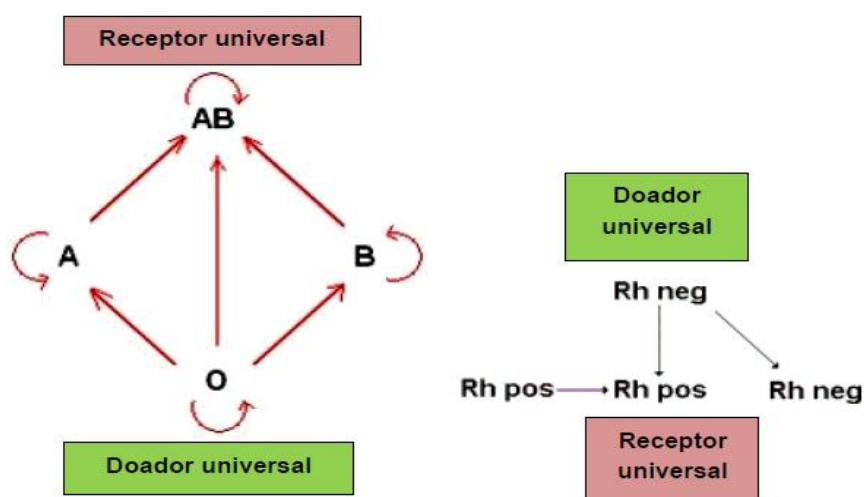 Receptor universal
AB
A
B
O
Doador universal
Doador
universal
Rh neg
Rh pos
Rh pos
Rh neg
Receptor
universal